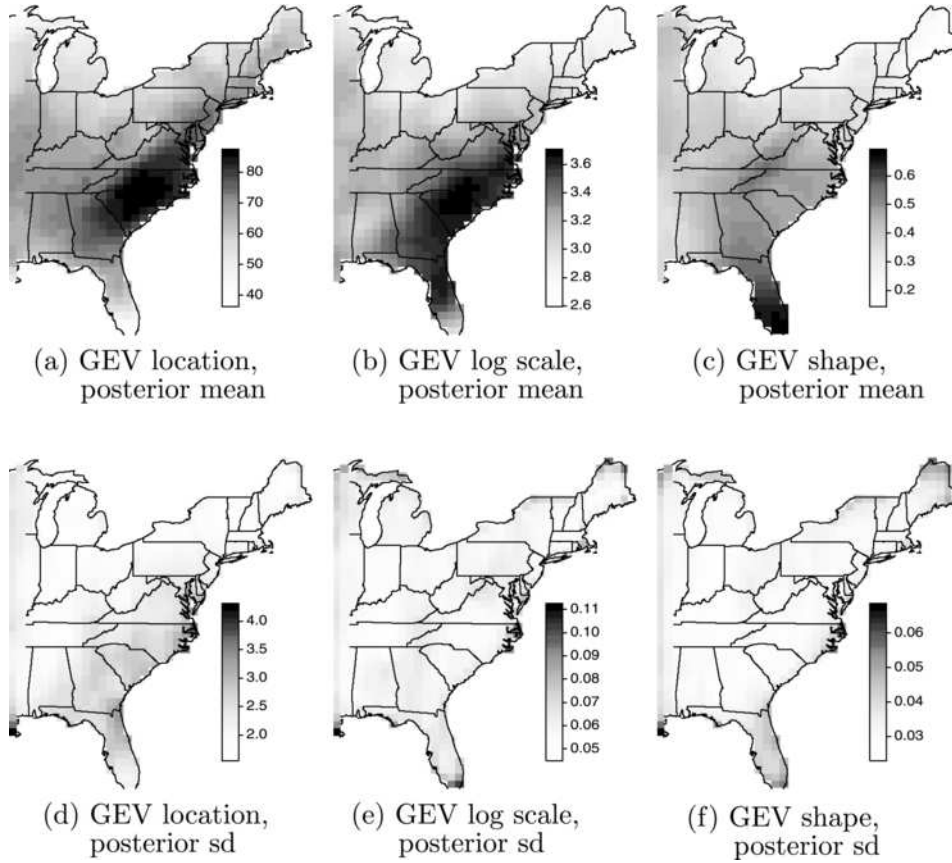 80
70
60
50
40
3.6
3.4
3.2
3.0
2.8
2.6
0.6
0.5
0.4
0.3
0.2
(a) GEV location,
posterior mean
(b) GEV log scale,
posterior mean
(c) GEV shape,
posterior mean
4.0
3.5
3.0
2.5
2.0
0.11
0.10
0.09
0.08
0.07
0.06
0.05
0.06
0.05
0.04
0.03
(d) GEV location,
posterior sd
(e) GEV log scale,
posterior sd
(f) GEV shape,
posterior sd